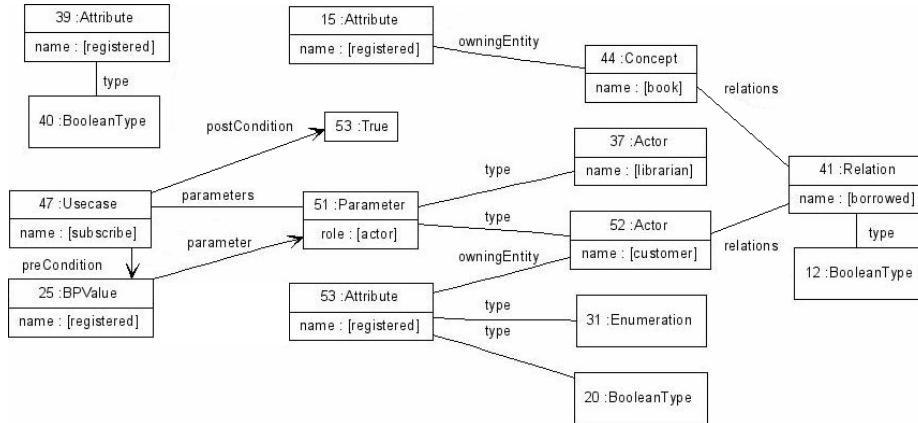 39 :Attribute
name : [registered]
type
40 :BooleanType
15 :Attribute
name : [registered]
owningEntity
44 :Concept
name : [book]
relations
postCondition
53 :True
37 :Actor
name : [librarian]
type
41 :Relation
name : [borrowed]
type
12 :BooleanType
47 :Usecase
name : [subscribe]
parameters
51 :Parameter
role : [actor]
type
52 :Actor
name : [customer]
relations
preCondition
parameter
25 :BPValue
name : [registered]
owningEntity
53 :Attribute
name : [registered]
type
31 :Enumeration
type
20 :BooleanType